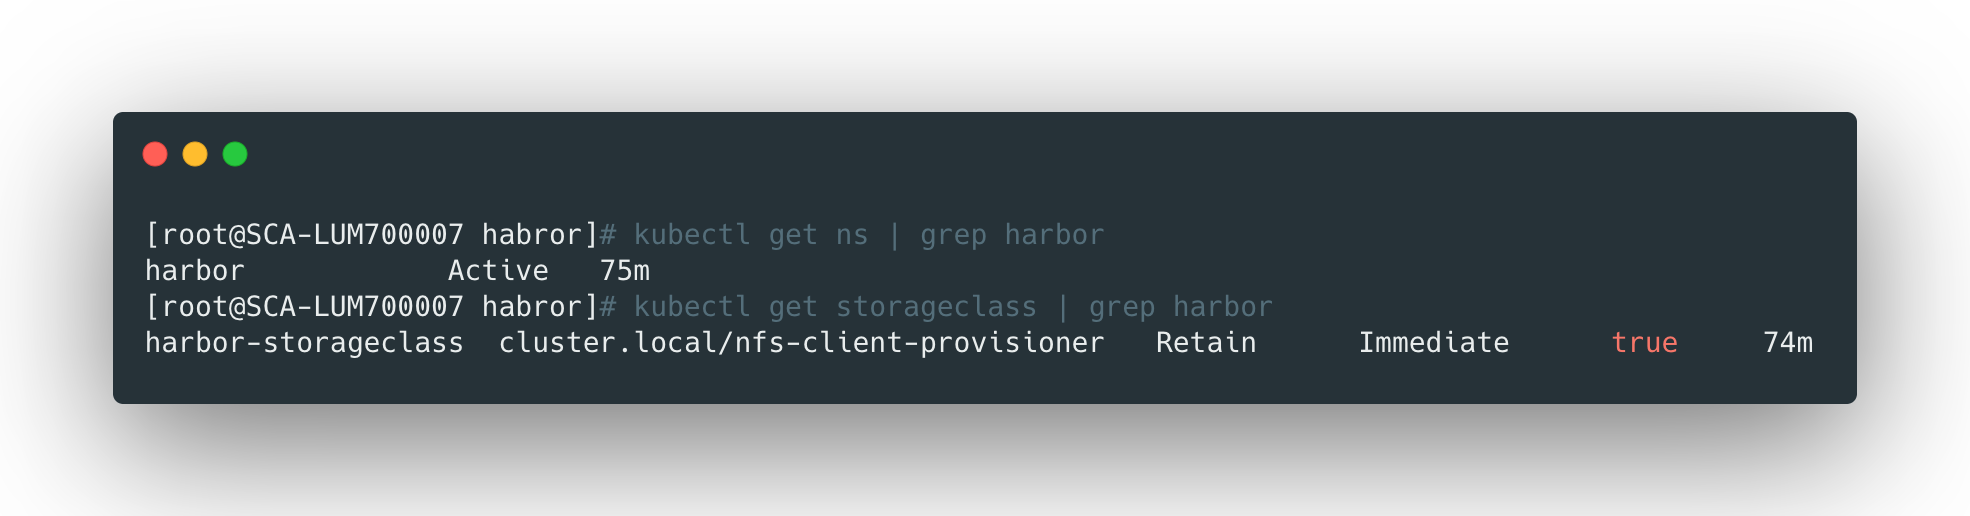 [root@SCA-LUM700007 habror]# kubectl get ns | grep harbor
harbor            Active   75m
[root@SCA-LUM700007 habror]# kubectl get storageclass | grep harbor
harbor-storageclass  cluster.local/nfs-client-provisioner   Retain      Immediate      true     74m